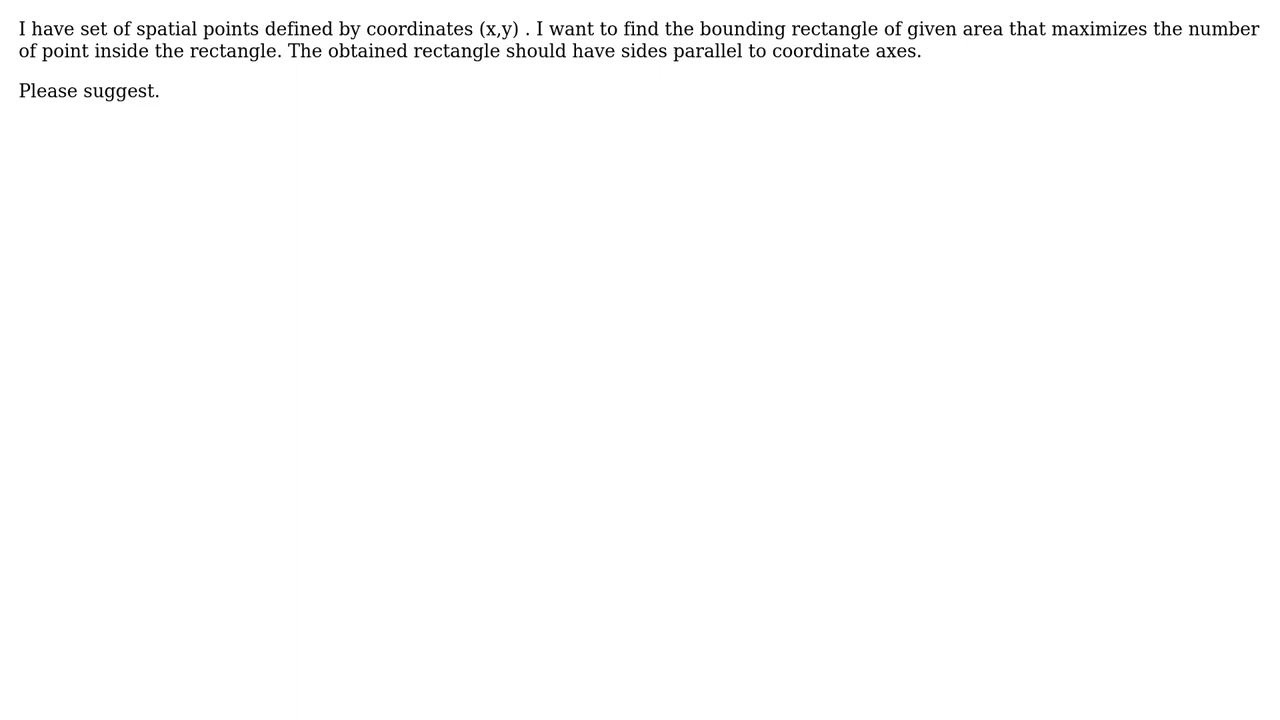 I have set of spatial points defined by coordinates (x,y) . I want to find the bounding rectangle of given area that maximizes the number
of point inside the rectangle. The obtained rectangle should have sides parallel to coordinate axes.
Please suggest.